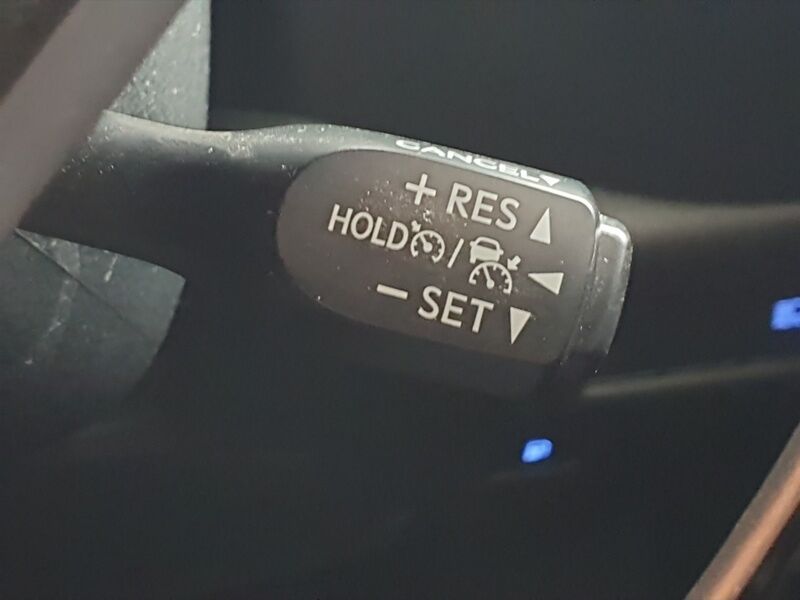 CANCEL▼
+ RES ▲
HOLD / ◀
− SET ▼